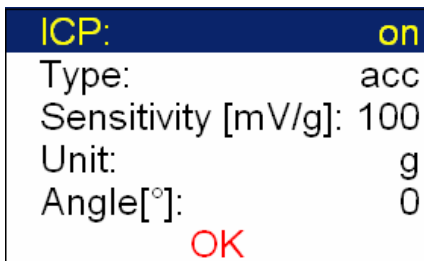 ICP: on
Type: acc
Sensitivity [mV/g]: 100
Unit: g
Angle[°]: 0
OK